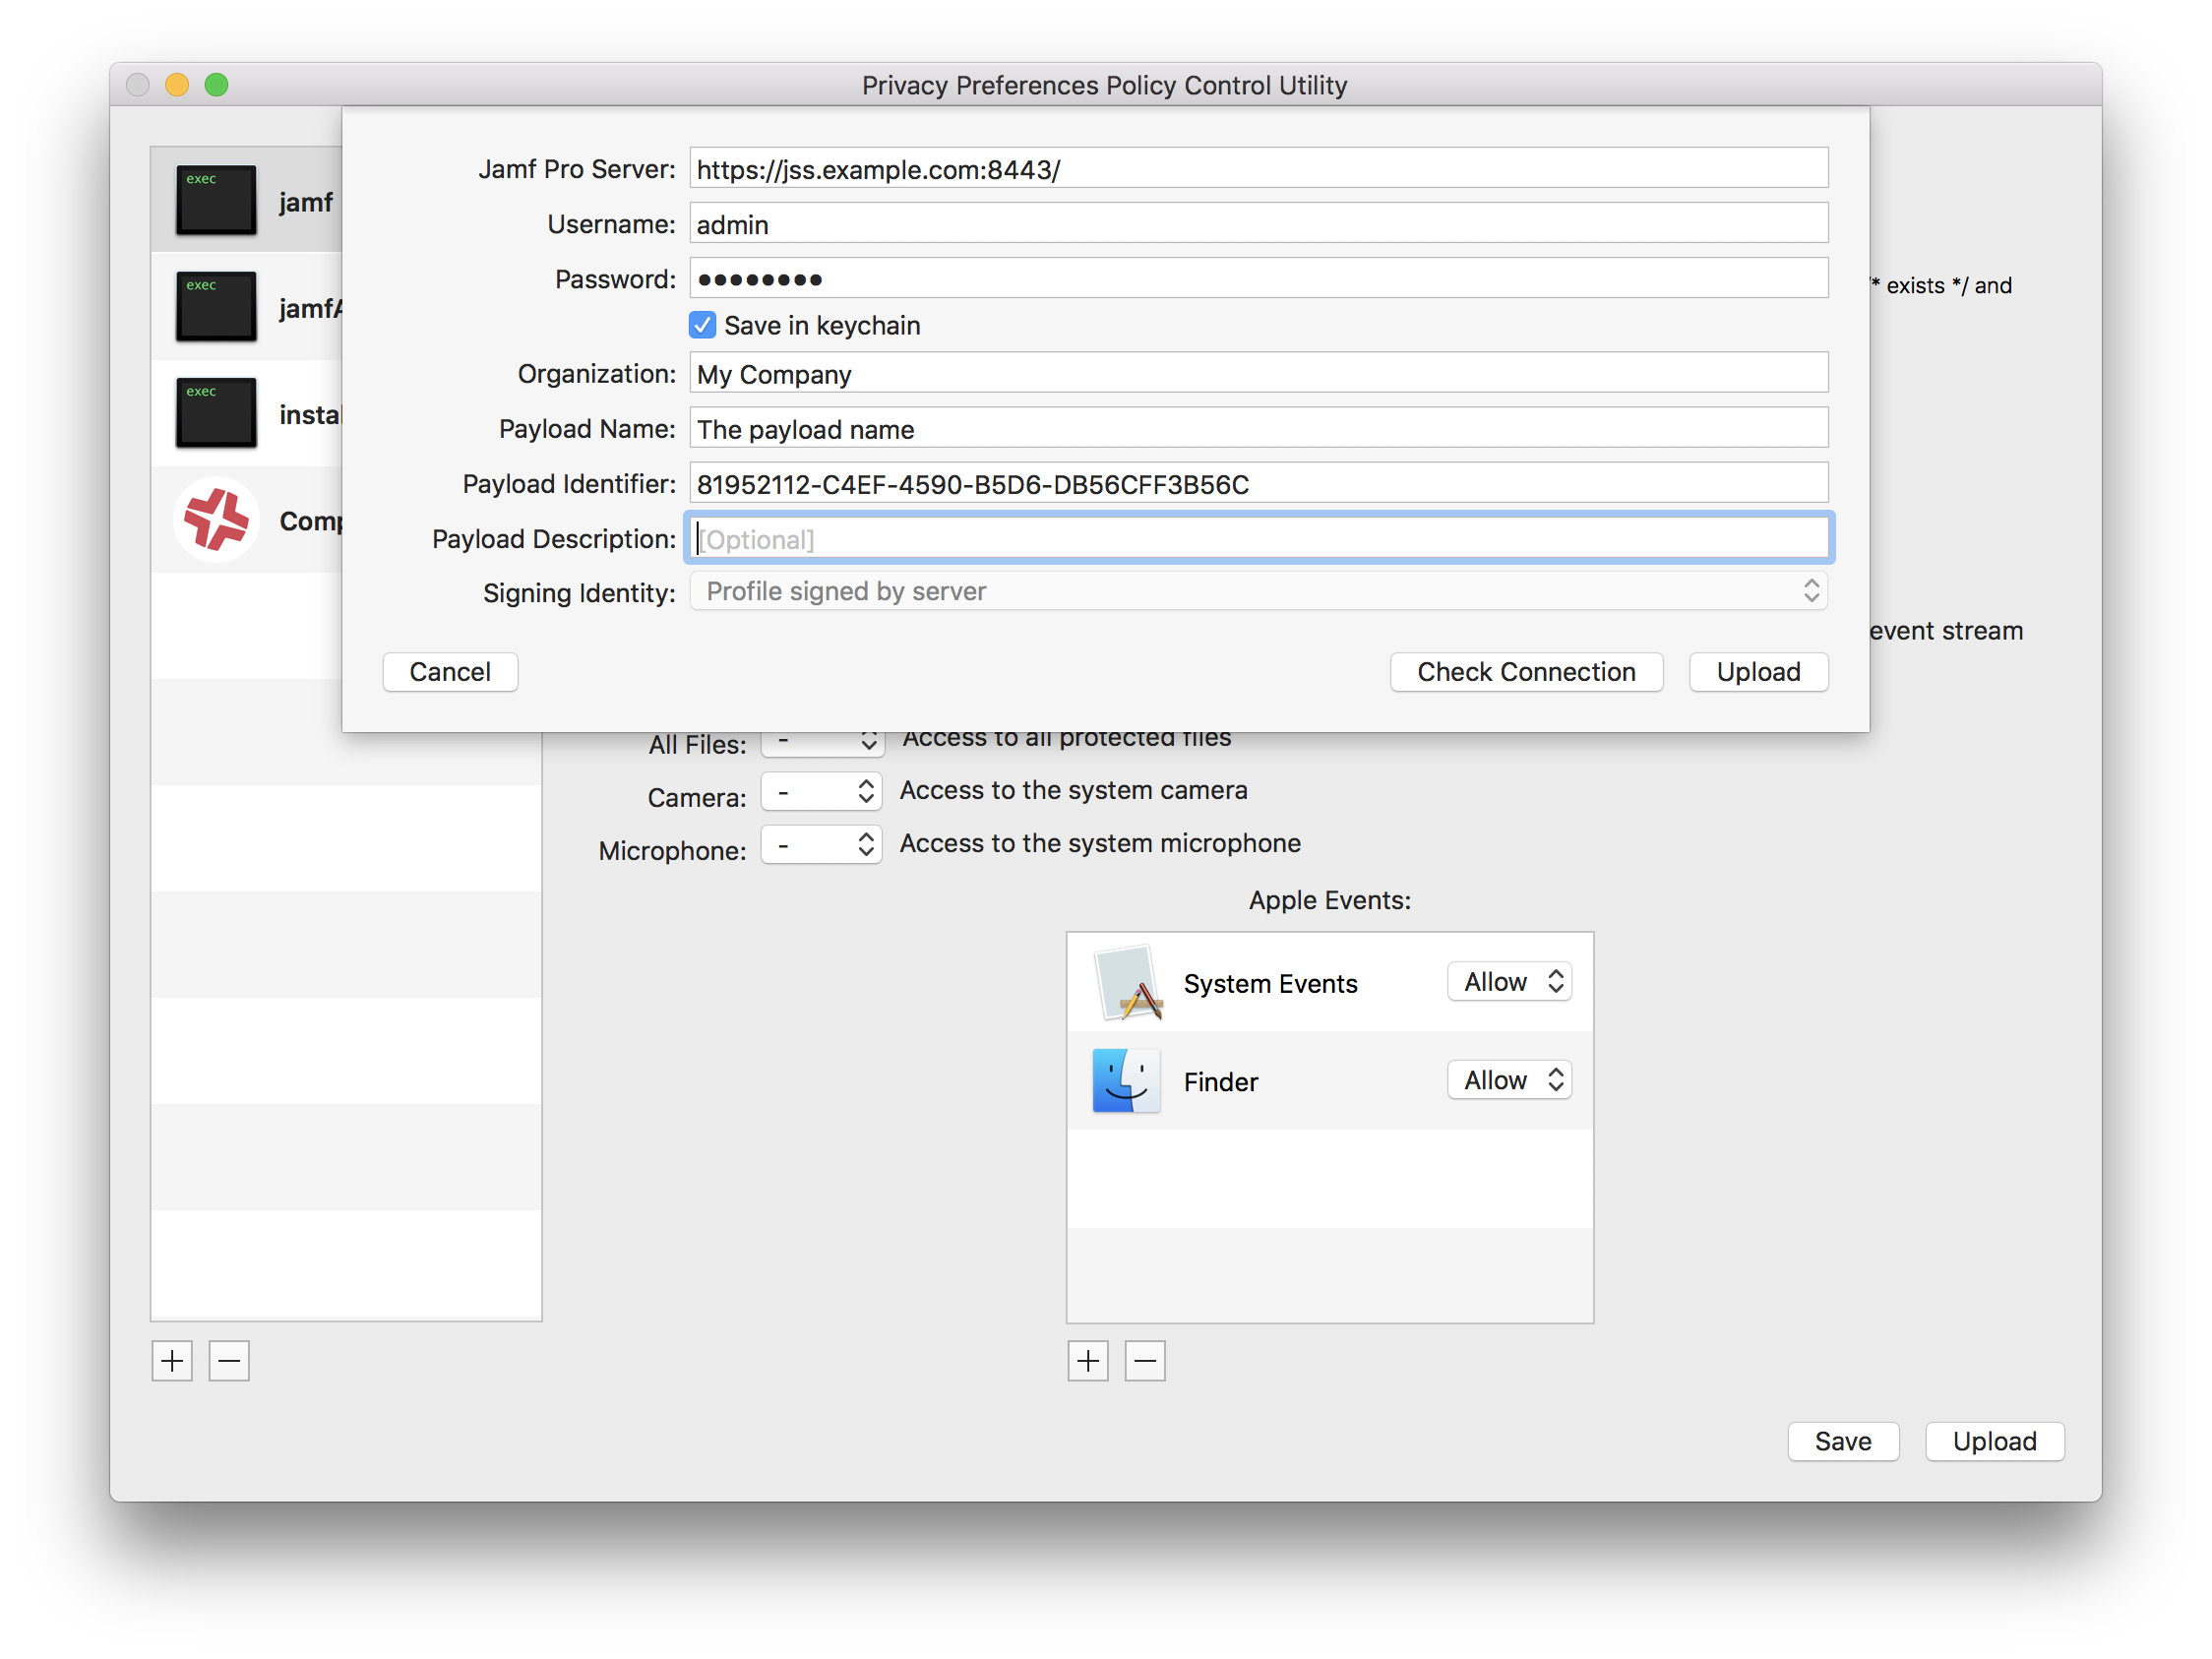 Privacy Preferences Policy Control Utility
exec
jamf
exec
exec
Jamf Pro Server: https://jss.example.com:8443/
Username: admin
Password: ••••••••
Save in keychain
Organization: My Company
Payload Name: The payload name
Payload Identifier: 81952112-C4EF-4590-B5D6-DB56CFF3B56C
Payload Description: [Optional]
Signing Identity: Profile signed by server
Cancel Check Connection Upload
* exists */ and
event stream
All Files: - Access to all protected files
Camera: - Access to the system camera
Microphone: - Access to the system microphone
Apple Events:
System Events Allow
Finder Allow
Save Upload